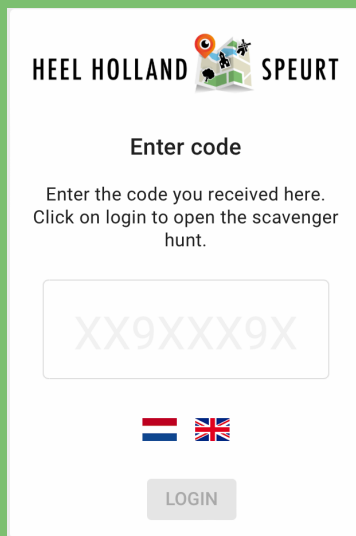 HEEL HOLLAND SPEURT
Enter code
Enter the code you received here.
Click on login to open the scavenger
hunt.
XX9XXX9X
LOGIN